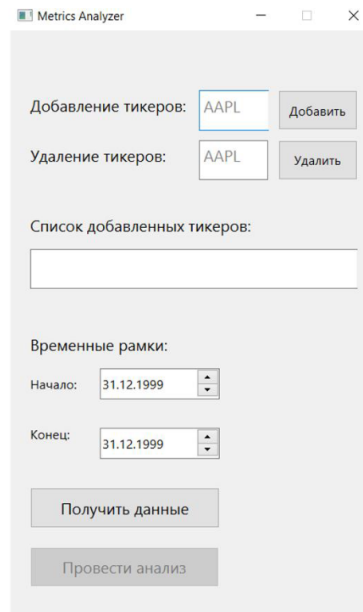 Metrics Analyzer
Добавление тикеров: AAPL Добавить
Удаление тикеров: AAPL Удалить
Список добавленных тикеров:
Временные рамки:
Начало: 31.12.1999
Конец: 31.12.1999
Получить данные
Провести анализ